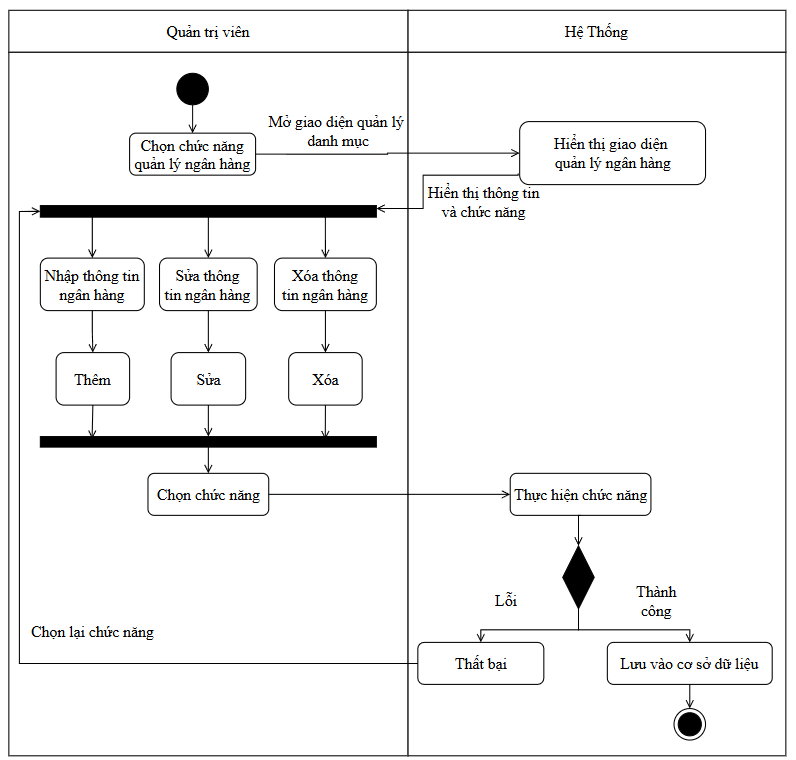 Quản trị viên
Hệ Thống
Mở giao diện quản lý
danh mục
Chọn chức năng
quản lý ngân hàng
Hiển thị giao diện
quản lý ngân hàng
Hiển thị thông tin
và chức năng
Nhập thông tin
ngân hàng
Sửa thông
tin ngân hàng
Xóa thông
tin ngân hàng
Thêm
Sửa
Xóa
Chọn chức năng
Thực hiện chức năng
Lỗi
Thành
công
Chọn lại chức năng
Thất bại
Lưu vào cơ sở dữ liệu